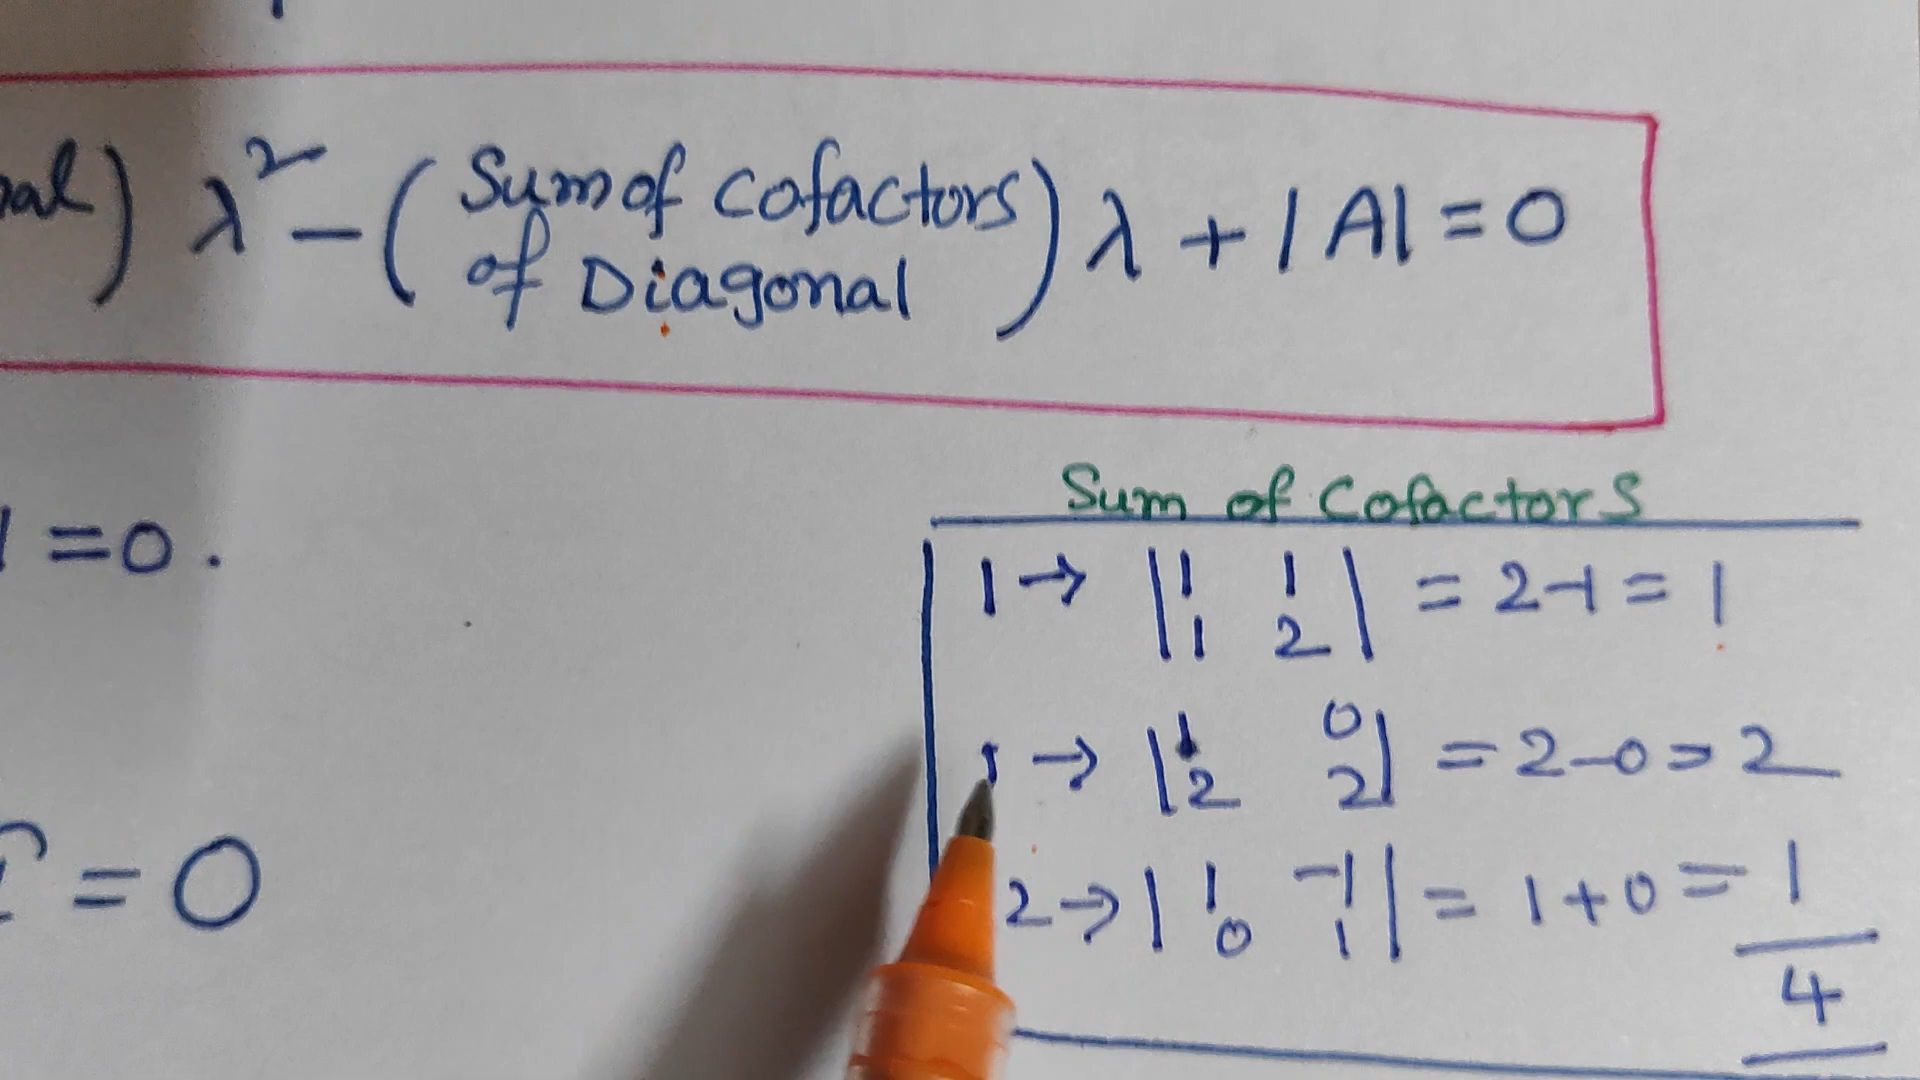 ) λ² - (Sum of Cofactors of Diagonal) λ + |A| = 0
= 0.
= 0
Sum of Cofactors
1 → |1 1| = 2-1 = 1
|1 2|
1 → |1 0| = 2-0 = 2
|2 2|
2 → |1 -1| = 1+0 = 1
|0 1|
4